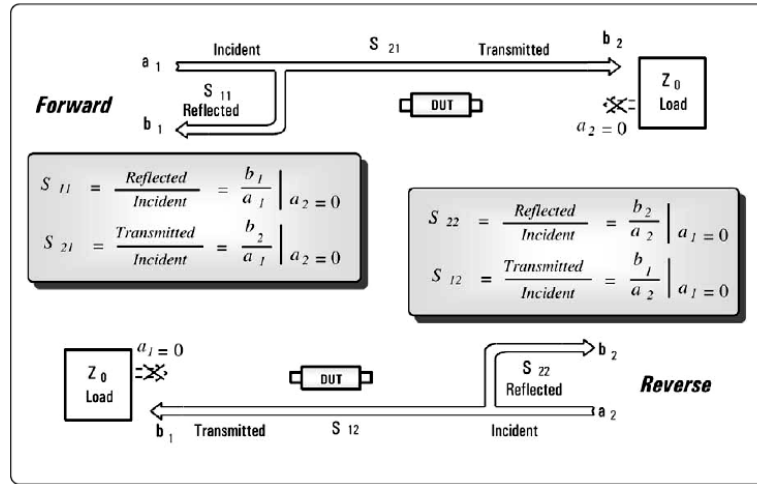 Incident S 21 Transmitted b 2
a 1
S 11
Reflected
Forward
b 1
DUT
Z 0
Load
a 2 = 0
S 11 = Reflected / Incident = b 1 / a 1 | a 2 = 0
S 21 = Transmitted / Incident = b 2 / a 1 | a 2 = 0
S 22 = Reflected / Incident = b 2 / a 2 | a 1 = 0
S 12 = Transmitted / Incident = b 1 / a 2 | a 1 = 0
a 1 = 0
Z 0
Load
DUT
b 2
S 22
Reflected
Reverse
a 2
b 1 Transmitted S 12 Incident